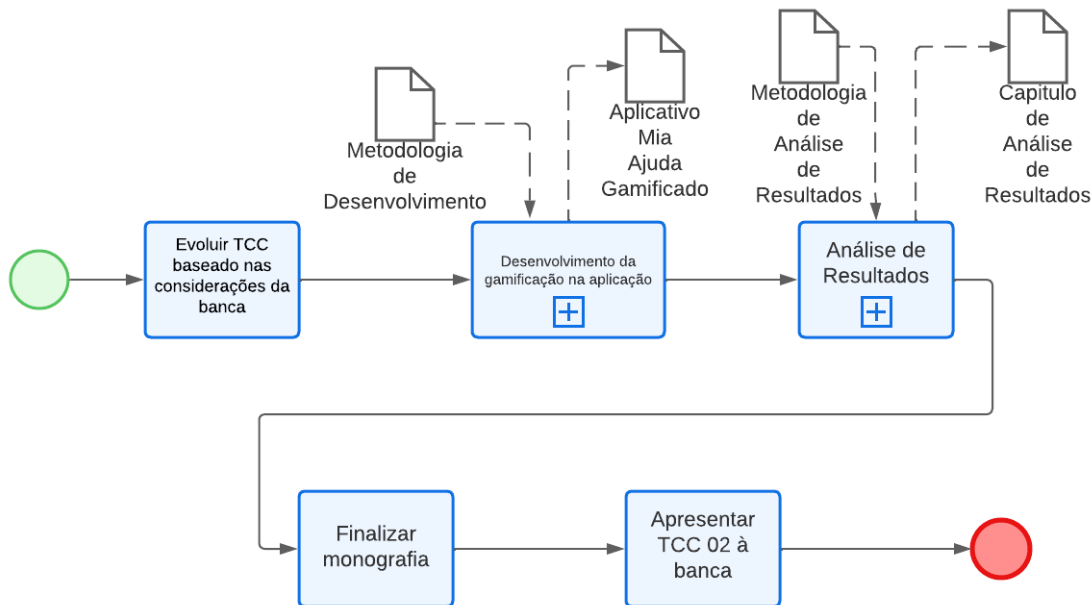 Metodologia
de
Desenvolvimento
Aplicativo
Mia
Ajuda
Gamificado
Metodologia
de
Análise
de
Resultados
Capitulo
de
Análise
de
Resultados
Evoluir TCC
baseado nas
considerações da
banca
Desenvolvimento da
gamificação na aplicação
Análise de
Resultados
Finalizar
monografia
Apresentar
TCC 02 à
banca